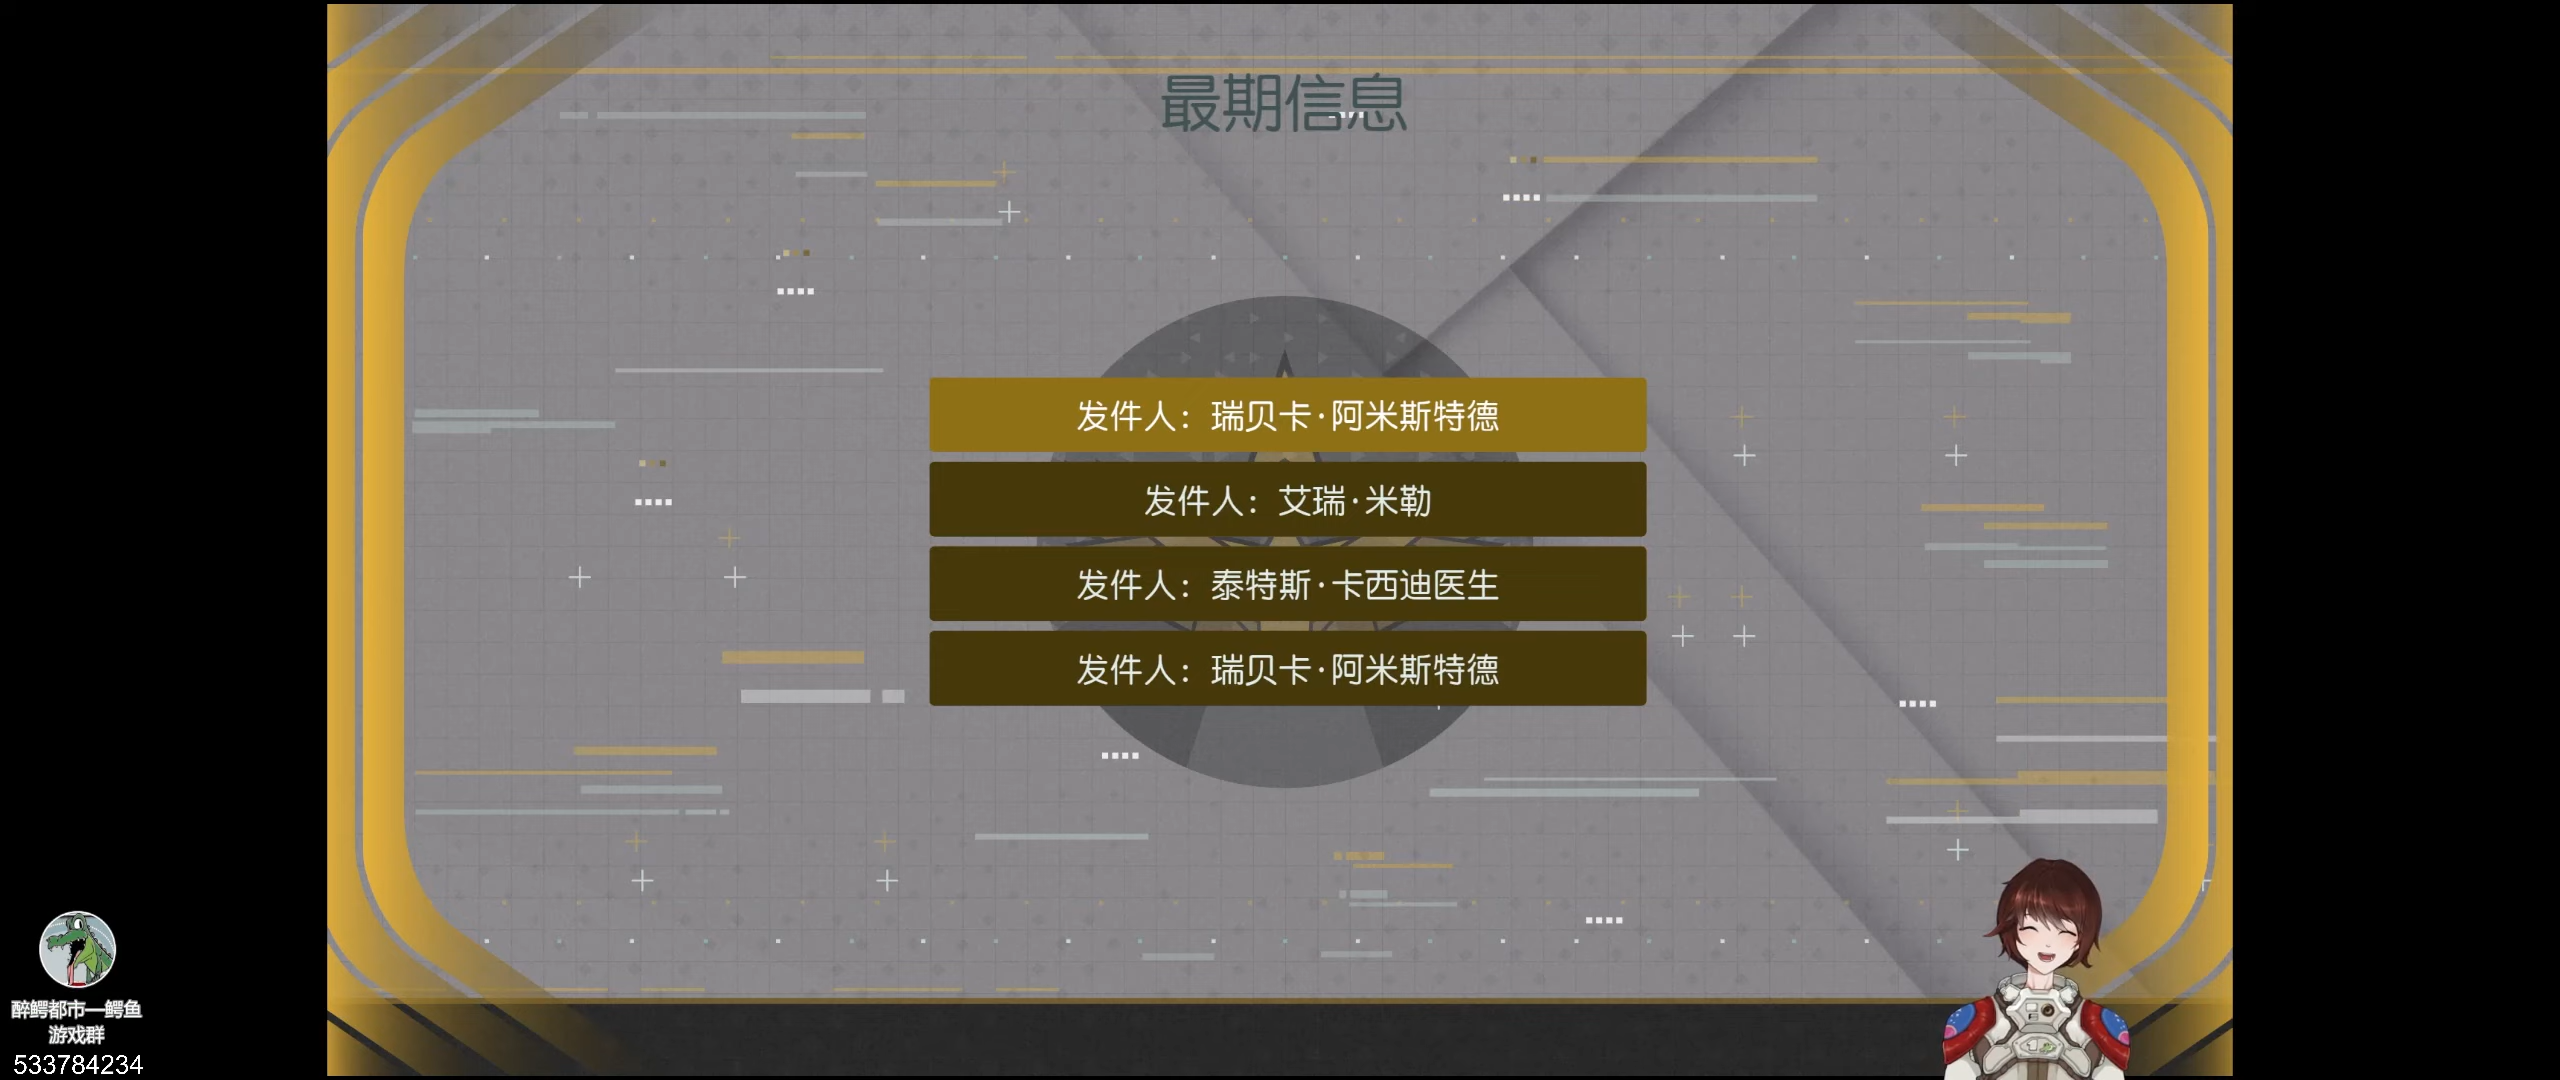 最期信息
发件人：瑞贝卡·阿米斯特德
发件人：艾瑞·米勒
发件人：泰特斯·卡西迪医生
发件人：瑞贝卡·阿米斯特德
醉鳄都市—鳄鱼
游戏群
533784234